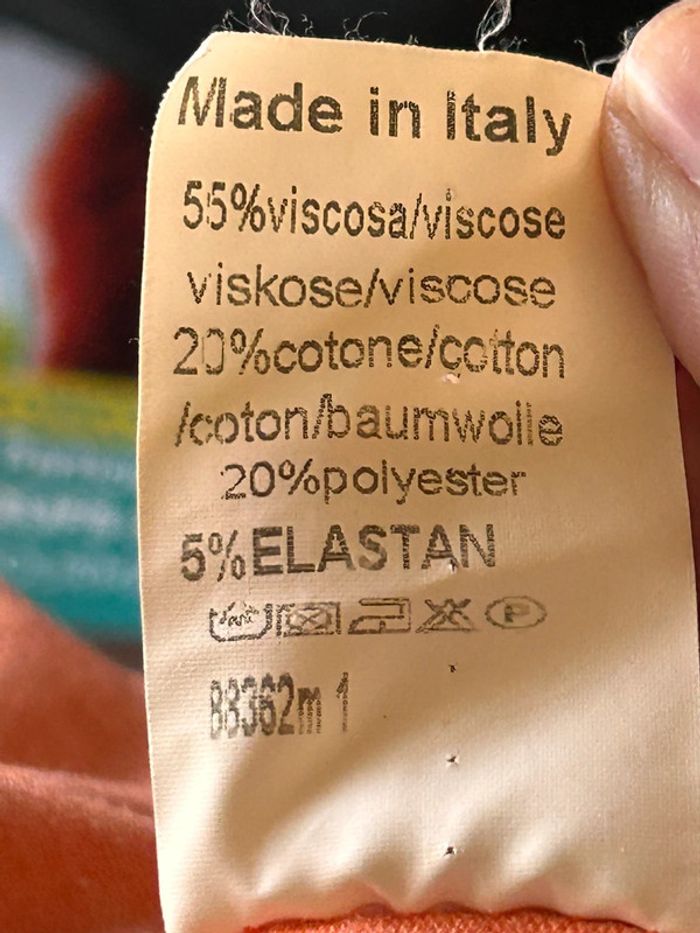 Made in Italy
55%viscosa/viscose
viskose/viscose
20%cotone/cotton
/coton/baumwolle
20%polyester
5%ELASTAN
P
88362m 1